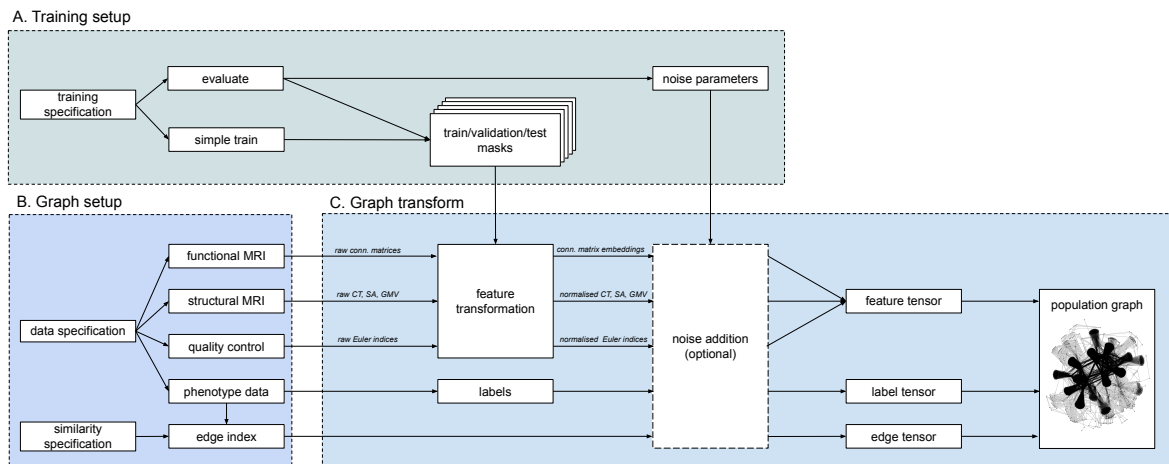 A. Training setup
evaluate
noise parameters
training
specification
simple train
train/validation/test
masks
B. Graph setup
functional MRI
structural MRI
data specification
quality control
phenotype data
similarity
specification
edge index
C. Graph transform
raw conn. matrices
raw CT, SA, GMV
raw Euler indices
feature
transformation
labels
conn. matrix embeddings
normalised CT, SA, GMV
normalised Euler indices
noise addition
(optional)
feature tensor
label tensor
edge tensor
population graph